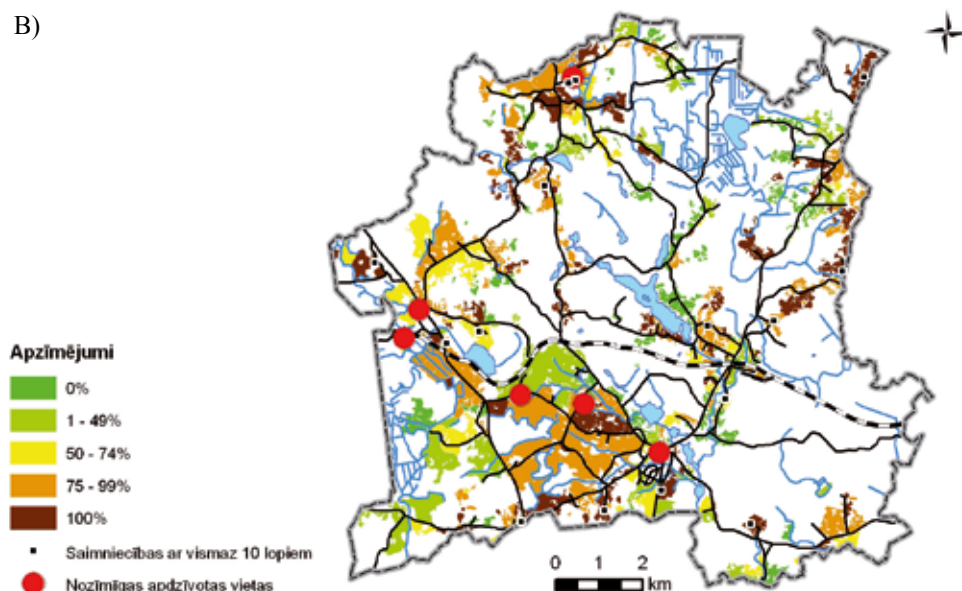 B)
Apzīmējumi
0%
1 - 49%
50 - 74%
75 - 99%
100%
Saimniecības ar vismaz 10 lopiem
Nozīmīgas apdzīvotas vietas
0 1 2
km